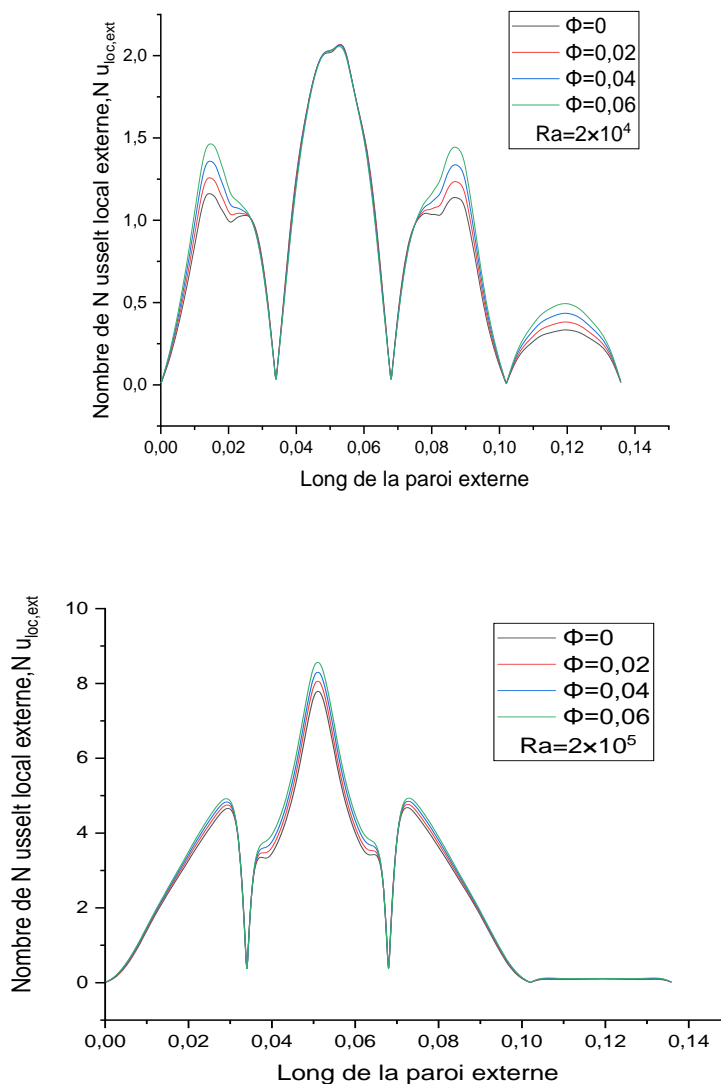 Φ=0
Φ=0,02
Φ=0,04
Φ=0,06
Ra=2×10⁴
Nombre de N usselt local externe,N u_loc,ext
2,0
1,5
1,0
0,5
0,0
0,00 0,02 0,04 0,06 0,08 0,10 0,12 0,14
Long de la paroi externe
Φ=0
Φ=0,02
Φ=0,04
Φ=0,06
Ra=2×10⁵
Nombre de N usselt local externe,N u_loc,ext
10
8
6
4
2
0
0,00 0,02 0,04 0,06 0,08 0,10 0,12 0,14
Long de la paroi externe